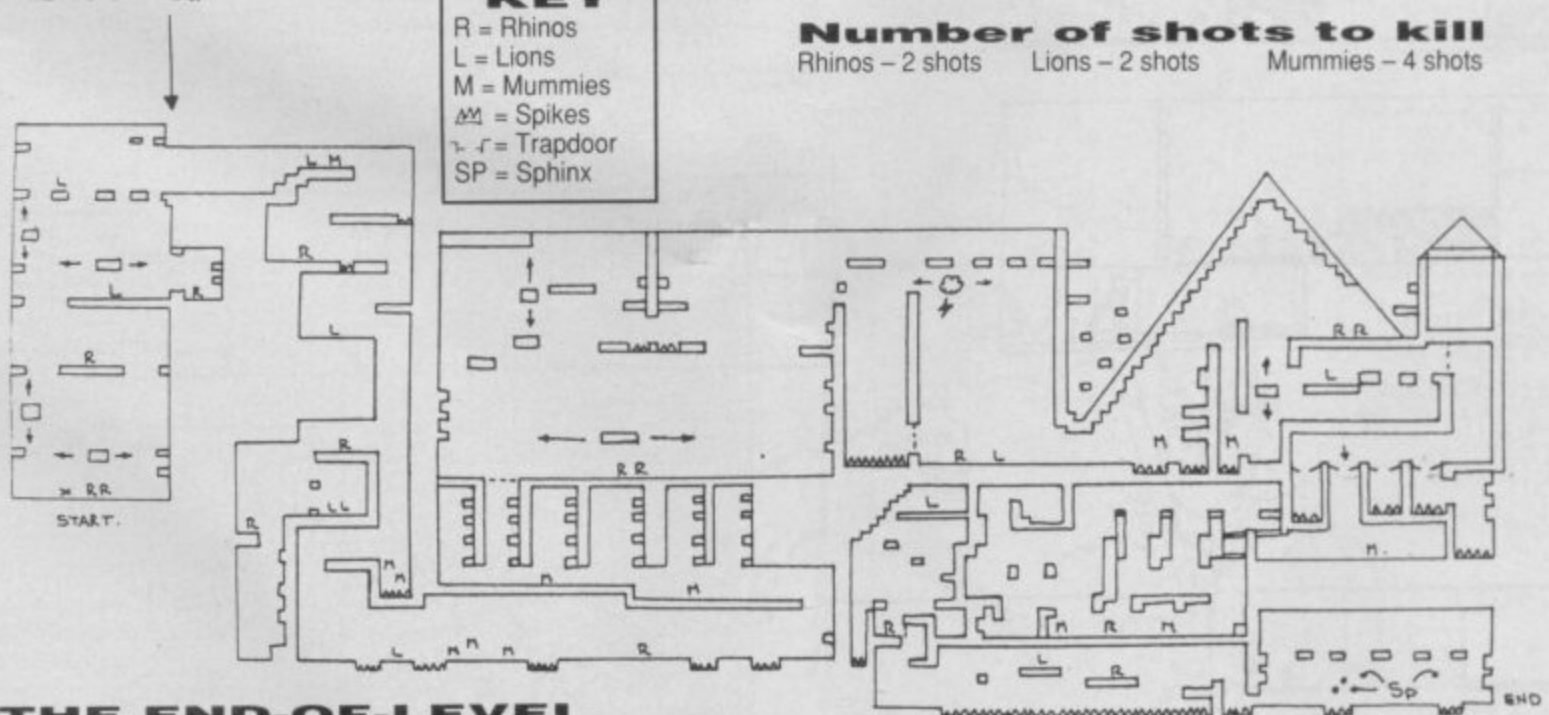 KEY
R = Rhinos
L = Lions
M = Mummies
= Spikes
= Trapdoor
SP = Sphinx
Number of shots to kill
Rhinos – 2 shots Lions – 2 shots Mummies – 4 shots
L M
L
R
L R
L
R
R R
START.
R
L L
R
M
M
R R
M
M
L M M M R
R L
M
M
R R
L
M.
L
R
M R M
L
R
SP
END
THE END-OF-LEVEL